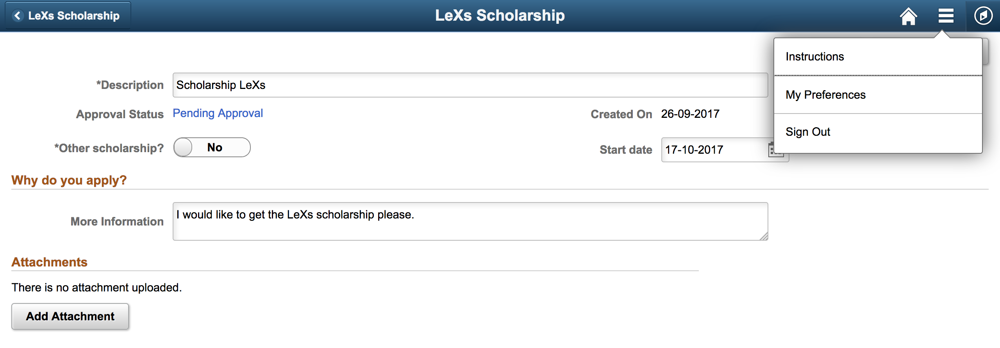 LeXs Scholarship
LeXs Scholarship
Instructions
My Preferences
Sign Out
*Description Scholarship LeXs
Approval Status Pending Approval Created On 26-09-2017
*Other scholarship? No Start date 17-10-2017
Why do you apply?
More Information I would like to get the LeXs scholarship please.
Attachments
There is no attachment uploaded.
Add Attachment